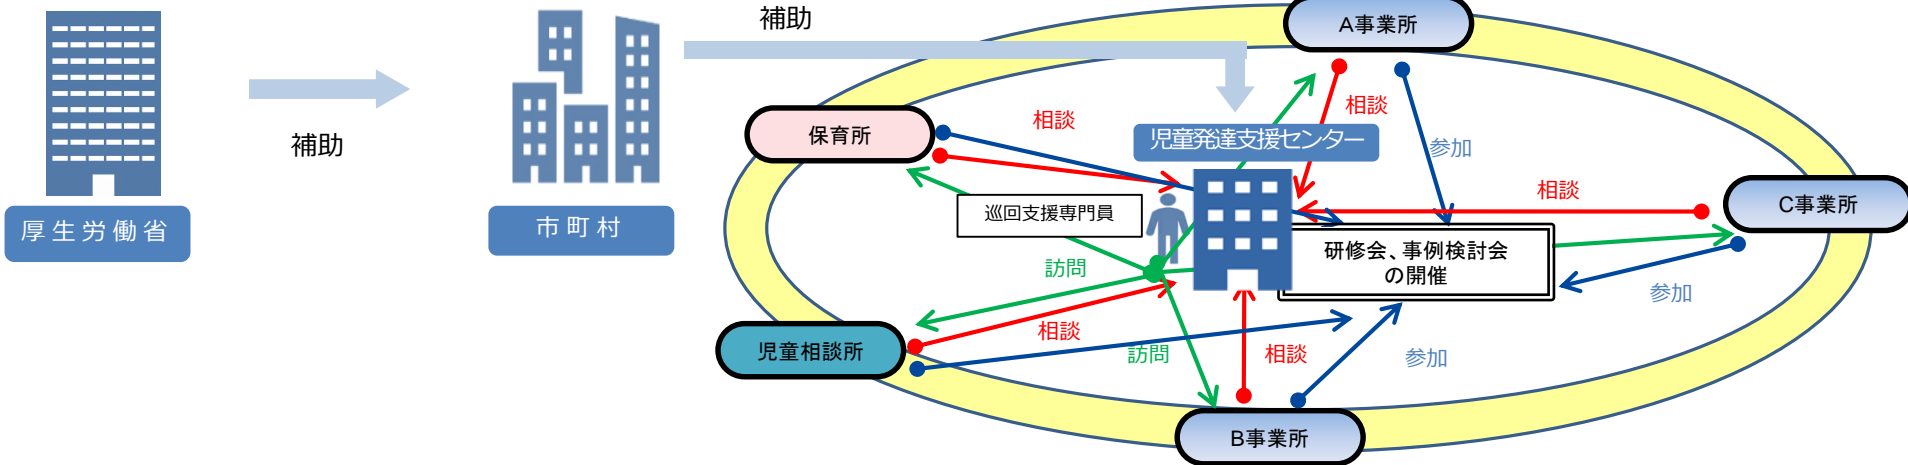 補助
A事業所
保育所
相談
相談
児童発達支援センター
参加
補助
相談
巡回支援専門員
C事業所
厚生労働省
市町村
研修会、事例検討会
の開催
訪問
参加
児童相談所
相談
訪問
相談
参加
B事業所